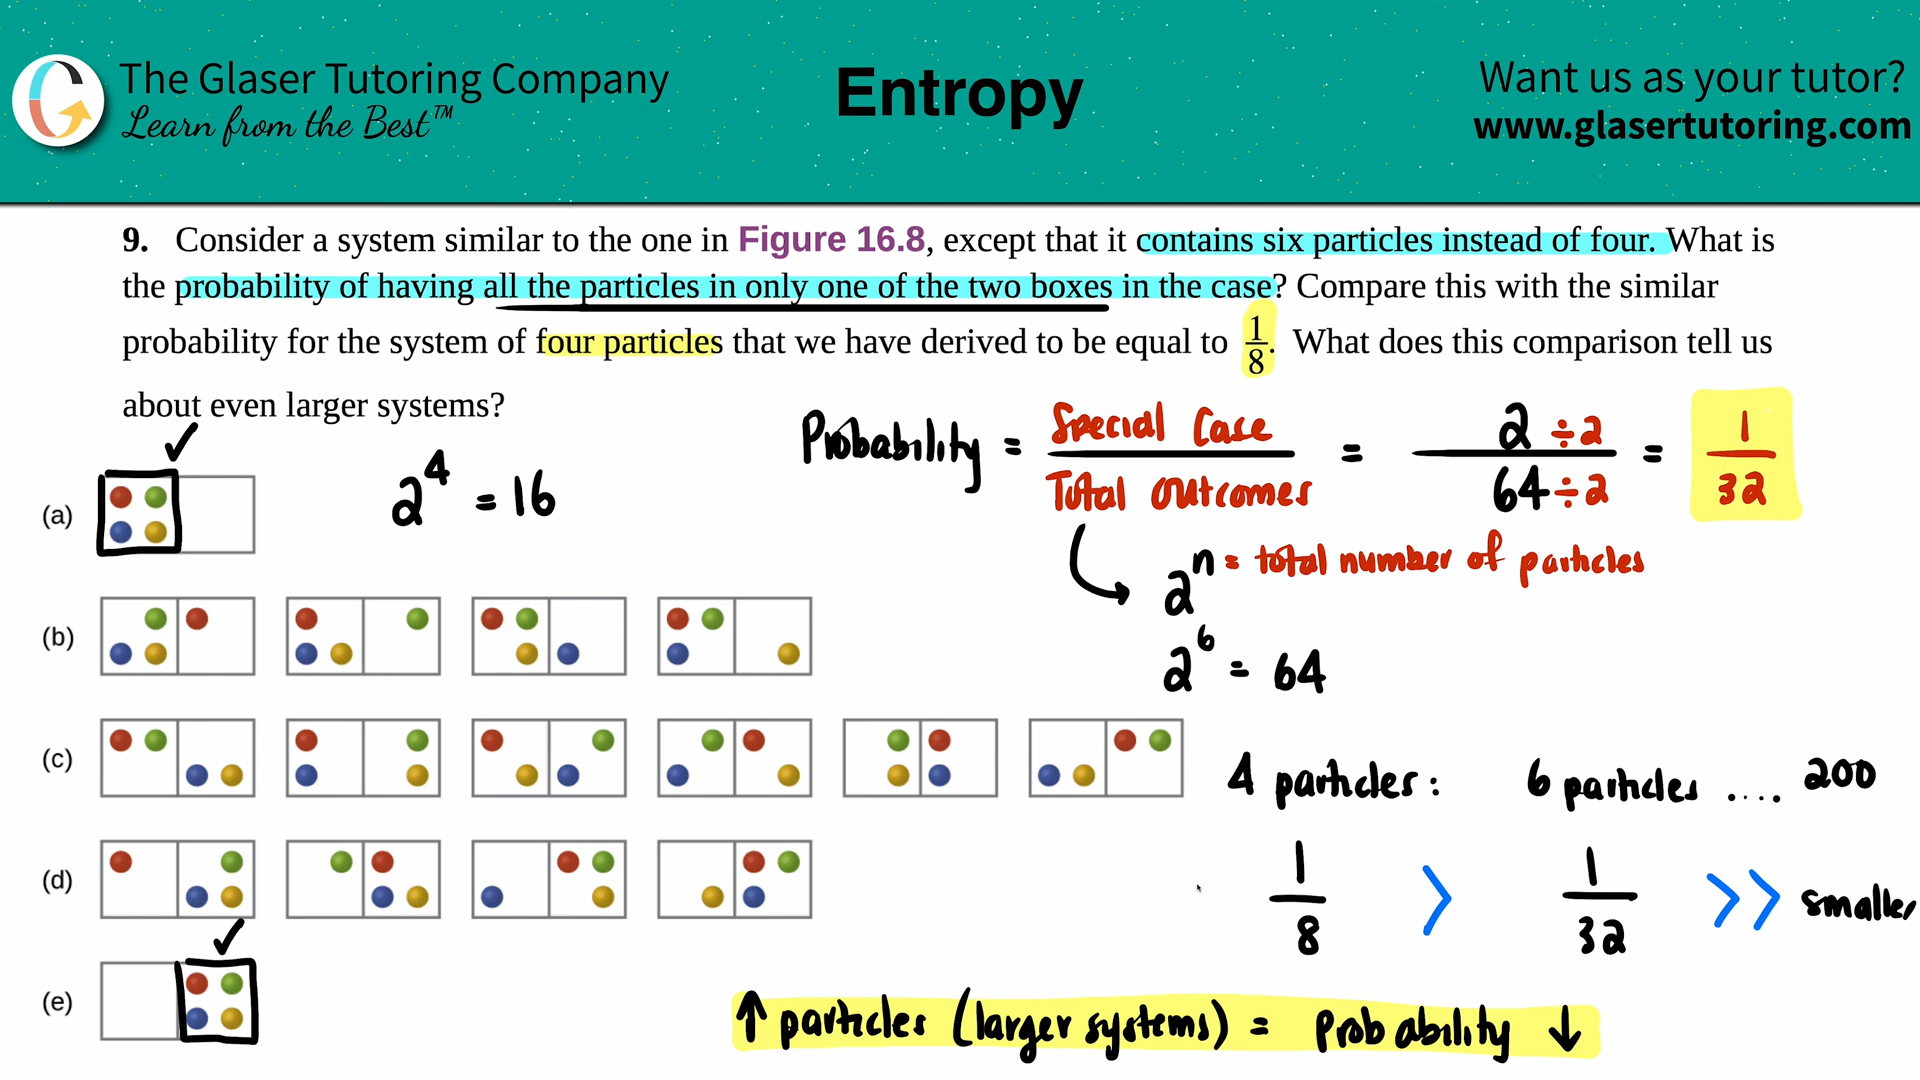 The Glaser Tutoring Company
Learn from the Best™
Entropy
Want us as your tutor?
www.glasertutoring.com
9. Consider a system similar to the one in Figure 16.8, except that it contains six particles instead of four. What is
the probability of having all the particles in only one of the two boxes in the case? Compare this with the similar
probability for the system of four particles that we have derived to be equal to 1/8. What does this comparison tell us
about even larger systems?
Probability = Special Case / Total Outcomes = 2 ÷2 / 64 ÷2 = 1/32
(a)
2^4 = 16
2^n = total number of particles
2^6 = 64
(b)
(c)
4 particles: 6 particles .... 200
(d)
1/8 > 1/32 >> smaller
(e)
↑ particles (larger systems) = Probability ↓